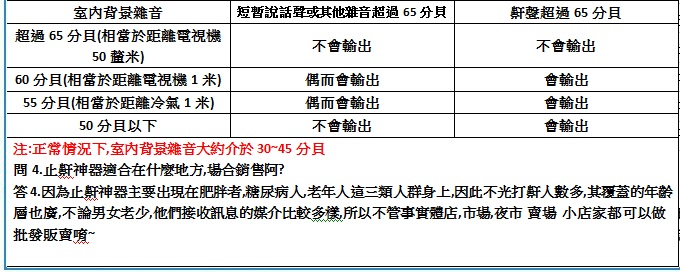 室內背景雜音 短暫說話聲或其他雜音超過 65 分貝 鼾聲超過 65 分貝
超過 65 分貝(相當於距離電視機 50 釐米) 不會輸出 不會輸出
60 分貝(相當於距離電視機 1 米) 偶而會輸出 會輸出
55 分貝(相當於距離冷氣 1 米) 偶而會輸出 會輸出
50 分貝以下 不會輸出 會輸出
注:正常情況下,室內背景雜音大約介於 30~45 分貝
問 4.止鼾神器適合在什麼地方,場合銷售阿?
答 4.因為止鼾神器主要出現在肥胖者,糖尿病人,老年人這三類人群身上,因此不光打鼾人數多,其覆蓋的年齡
層也廣,不論男女老少,他們接收訊息的媒介比較多樣,所以不管事實體店,市場,夜市 賣場 小店家都可以做
批發販賣唷~